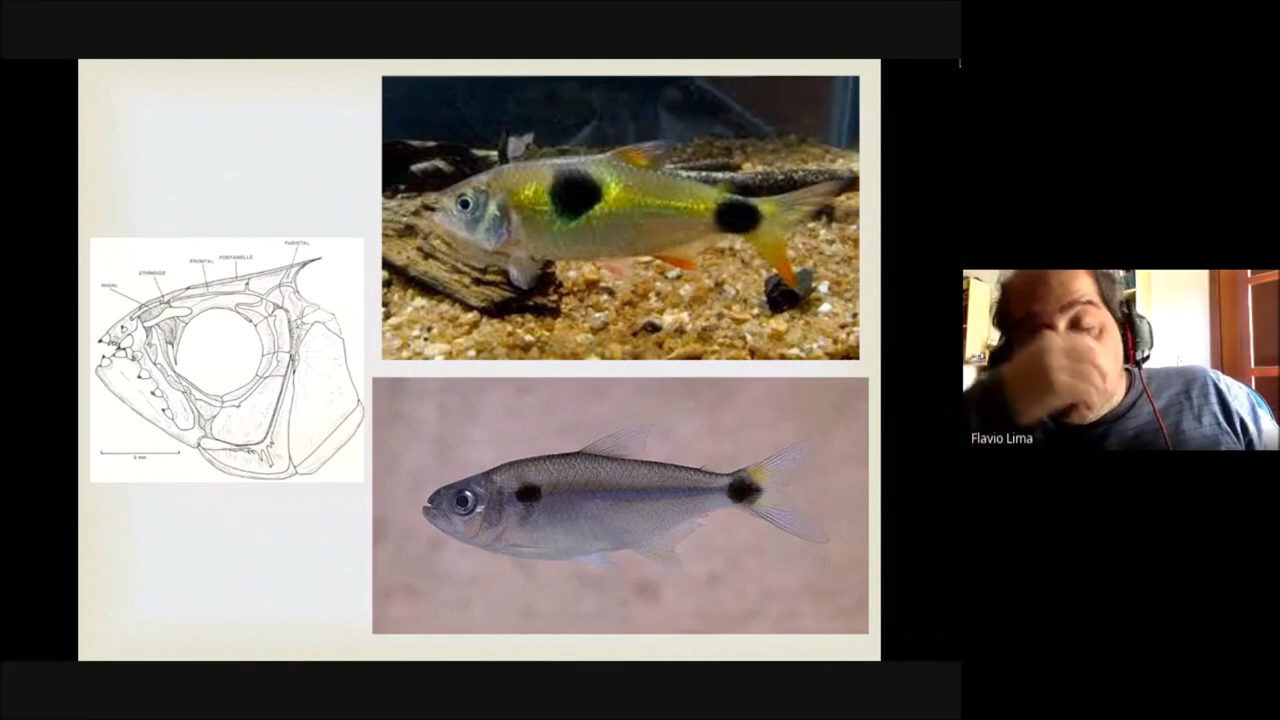 PARIETAL
FONTANELLE
FRONTAL
ETHMOIDE
NASAL
5 mm
Flavio Lima